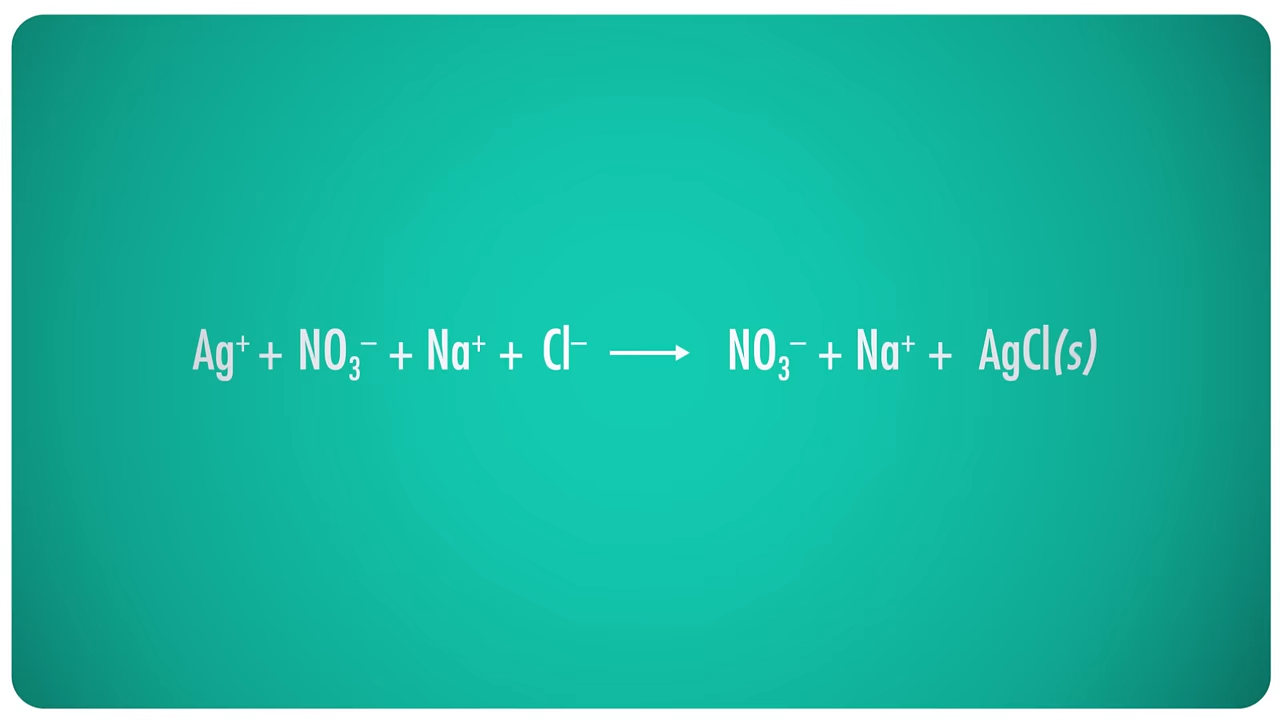 Ag⁺ + NO₃⁻ + Na⁺ + Cl⁻ ⟶ NO₃⁻ + Na⁺ + AgCl(s)